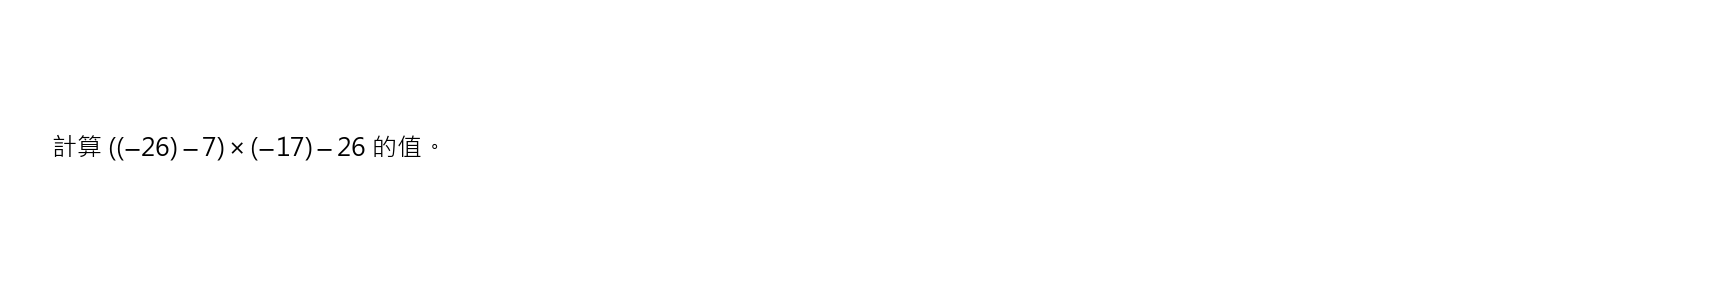 計算 ((−26) − 7) × (−17) − 26 的值。